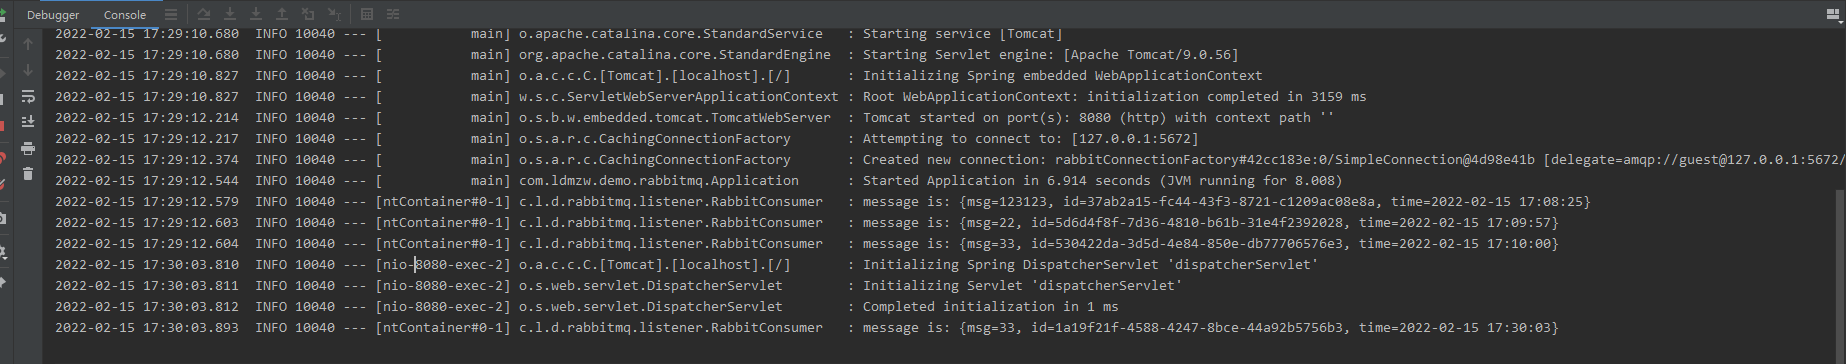 Debugger Console
2022-02-15 17:29:10.680  INFO 10040 --- [           main] o.apache.catalina.core.StandardService   : Starting service [Tomcat]
2022-02-15 17:29:10.680  INFO 10040 --- [           main] org.apache.catalina.core.StandardEngine  : Starting Servlet engine: [Apache Tomcat/9.0.56]
2022-02-15 17:29:10.827  INFO 10040 --- [           main] o.a.c.c.C.[Tomcat].[localhost].[/]       : Initializing Spring embedded WebApplicationContext
2022-02-15 17:29:10.827  INFO 10040 --- [           main] w.s.c.ServletWebServerApplicationContext : Root WebApplicationContext: initialization completed in 3159 ms
2022-02-15 17:29:12.214  INFO 10040 --- [           main] o.s.b.w.embedded.tomcat.TomcatWebServer  : Tomcat started on port(s): 8080 (http) with context path ''
2022-02-15 17:29:12.217  INFO 10040 --- [           main] o.s.a.r.c.CachingConnectionFactory       : Attempting to connect to: [127.0.0.1:5672]
2022-02-15 17:29:12.374  INFO 10040 --- [           main] o.s.a.r.c.CachingConnectionFactory       : Created new connection: rabbitConnectionFactory#42cc183e:0/SimpleConnection@4d98e41b [delegate=amqp://guest@127.0.0.1:5672/
2022-02-15 17:29:12.544  INFO 10040 --- [           main] com.ldmzw.demo.rabbitmq.Application      : Started Application in 6.914 seconds (JVM running for 8.008)
2022-02-15 17:29:12.579  INFO 10040 --- [ntContainer#0-1] c.l.d.rabbitmq.listener.RabbitConsumer   : message is: {msg=123123, id=37ab2a15-fc44-43f3-8721-c1209ac08e8a, time=2022-02-15 17:08:25}
2022-02-15 17:29:12.603  INFO 10040 --- [ntContainer#0-1] c.l.d.rabbitmq.listener.RabbitConsumer   : message is: {msg=22, id=5d6d4f8f-7d36-4810-b61b-31e4f2392028, time=2022-02-15 17:09:57}
2022-02-15 17:29:12.604  INFO 10040 --- [ntContainer#0-1] c.l.d.rabbitmq.listener.RabbitConsumer   : message is: {msg=33, id=530422da-3d5d-4e84-850e-db77706576e3, time=2022-02-15 17:10:00}
2022-02-15 17:30:03.810  INFO 10040 --- [nio-8080-exec-2] o.a.c.c.C.[Tomcat].[localhost].[/]       : Initializing Spring DispatcherServlet 'dispatcherServlet'
2022-02-15 17:30:03.811  INFO 10040 --- [nio-8080-exec-2] o.s.web.servlet.DispatcherServlet        : Initializing Servlet 'dispatcherServlet'
2022-02-15 17:30:03.812  INFO 10040 --- [nio-8080-exec-2] o.s.web.servlet.DispatcherServlet        : Completed initialization in 1 ms
2022-02-15 17:30:03.893  INFO 10040 --- [ntContainer#0-1] c.l.d.rabbitmq.listener.RabbitConsumer   : message is: {msg=33, id=1a19f21f-4588-4247-8bce-44a92b5756b3, time=2022-02-15 17:30:03}